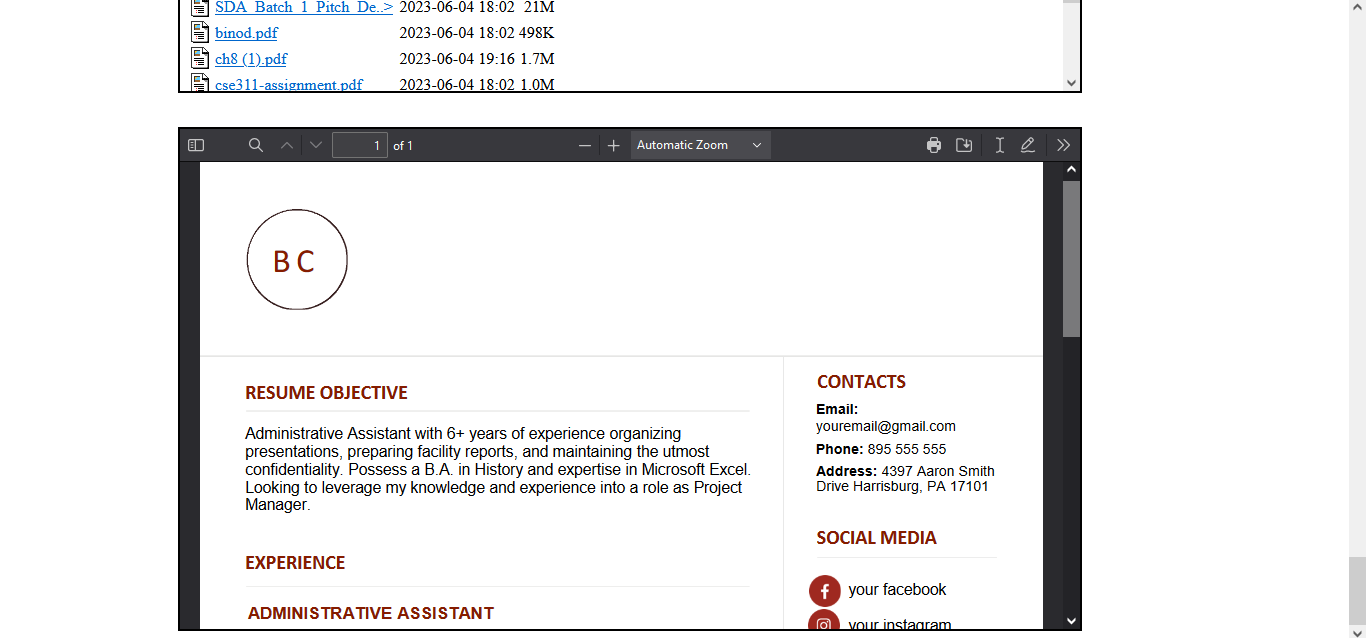 SDA_Batch_1_Pitch_De..> 2023-06-04 18:02 21M
binod.pdf 2023-06-04 18:02 498K
ch8 (1).pdf 2023-06-04 19:16 1.7M
cse311-assignment.pdf 2023-06-04 18:02 1.0M
1 of 1 Automatic Zoom
B C
RESUME OBJECTIVE
Administrative Assistant with 6+ years of experience organizing
presentations, preparing facility reports, and maintaining the utmost
confidentiality. Possess a B.A. in History and expertise in Microsoft Excel.
Looking to leverage my knowledge and experience into a role as Project
Manager.
EXPERIENCE
ADMINISTRATIVE ASSISTANT
CONTACTS
Email:
youremail@gmail.com
Phone: 895 555 555
Address: 4397 Aaron Smith
Drive Harrisburg, PA 17101
SOCIAL MEDIA
your facebook
your instagram